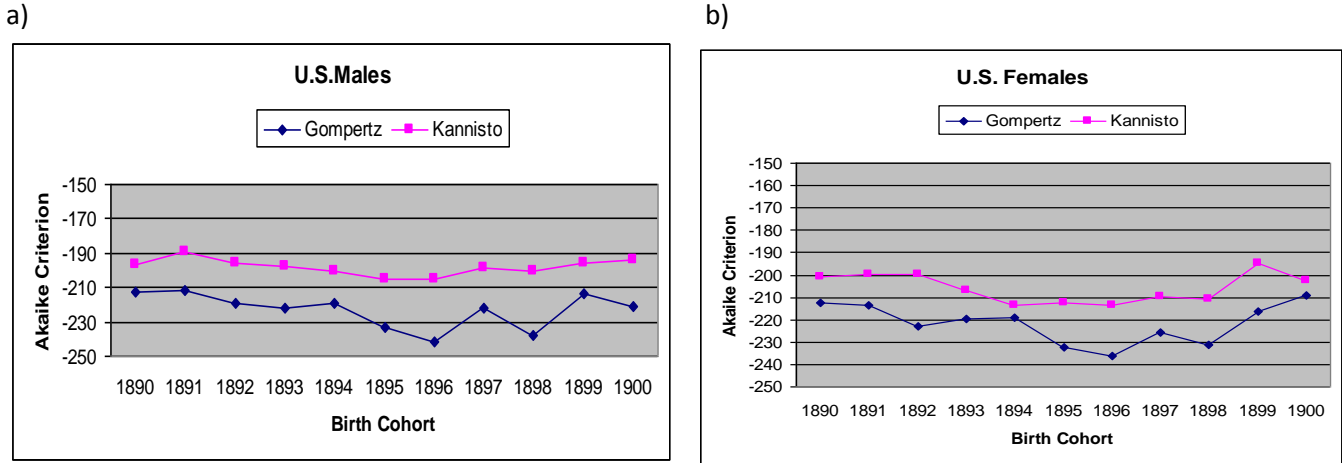 a)
U.S.Males
Gompertz Kannisto
-150
-170
-190
-210
-230
-250
Akaike Criterion
1890 1891 1892 1893 1894 1895 1896 1897 1898 1899 1900
Birth Cohort
b)
U.S. Females
Gompertz Kannisto
-150
-160
-170
-180
-190
-200
-210
-220
-230
-240
-250
Akaike Criterion
1890 1891 1892 1893 1894 1895 1896 1897 1898 1899 1900
Birth Cohort